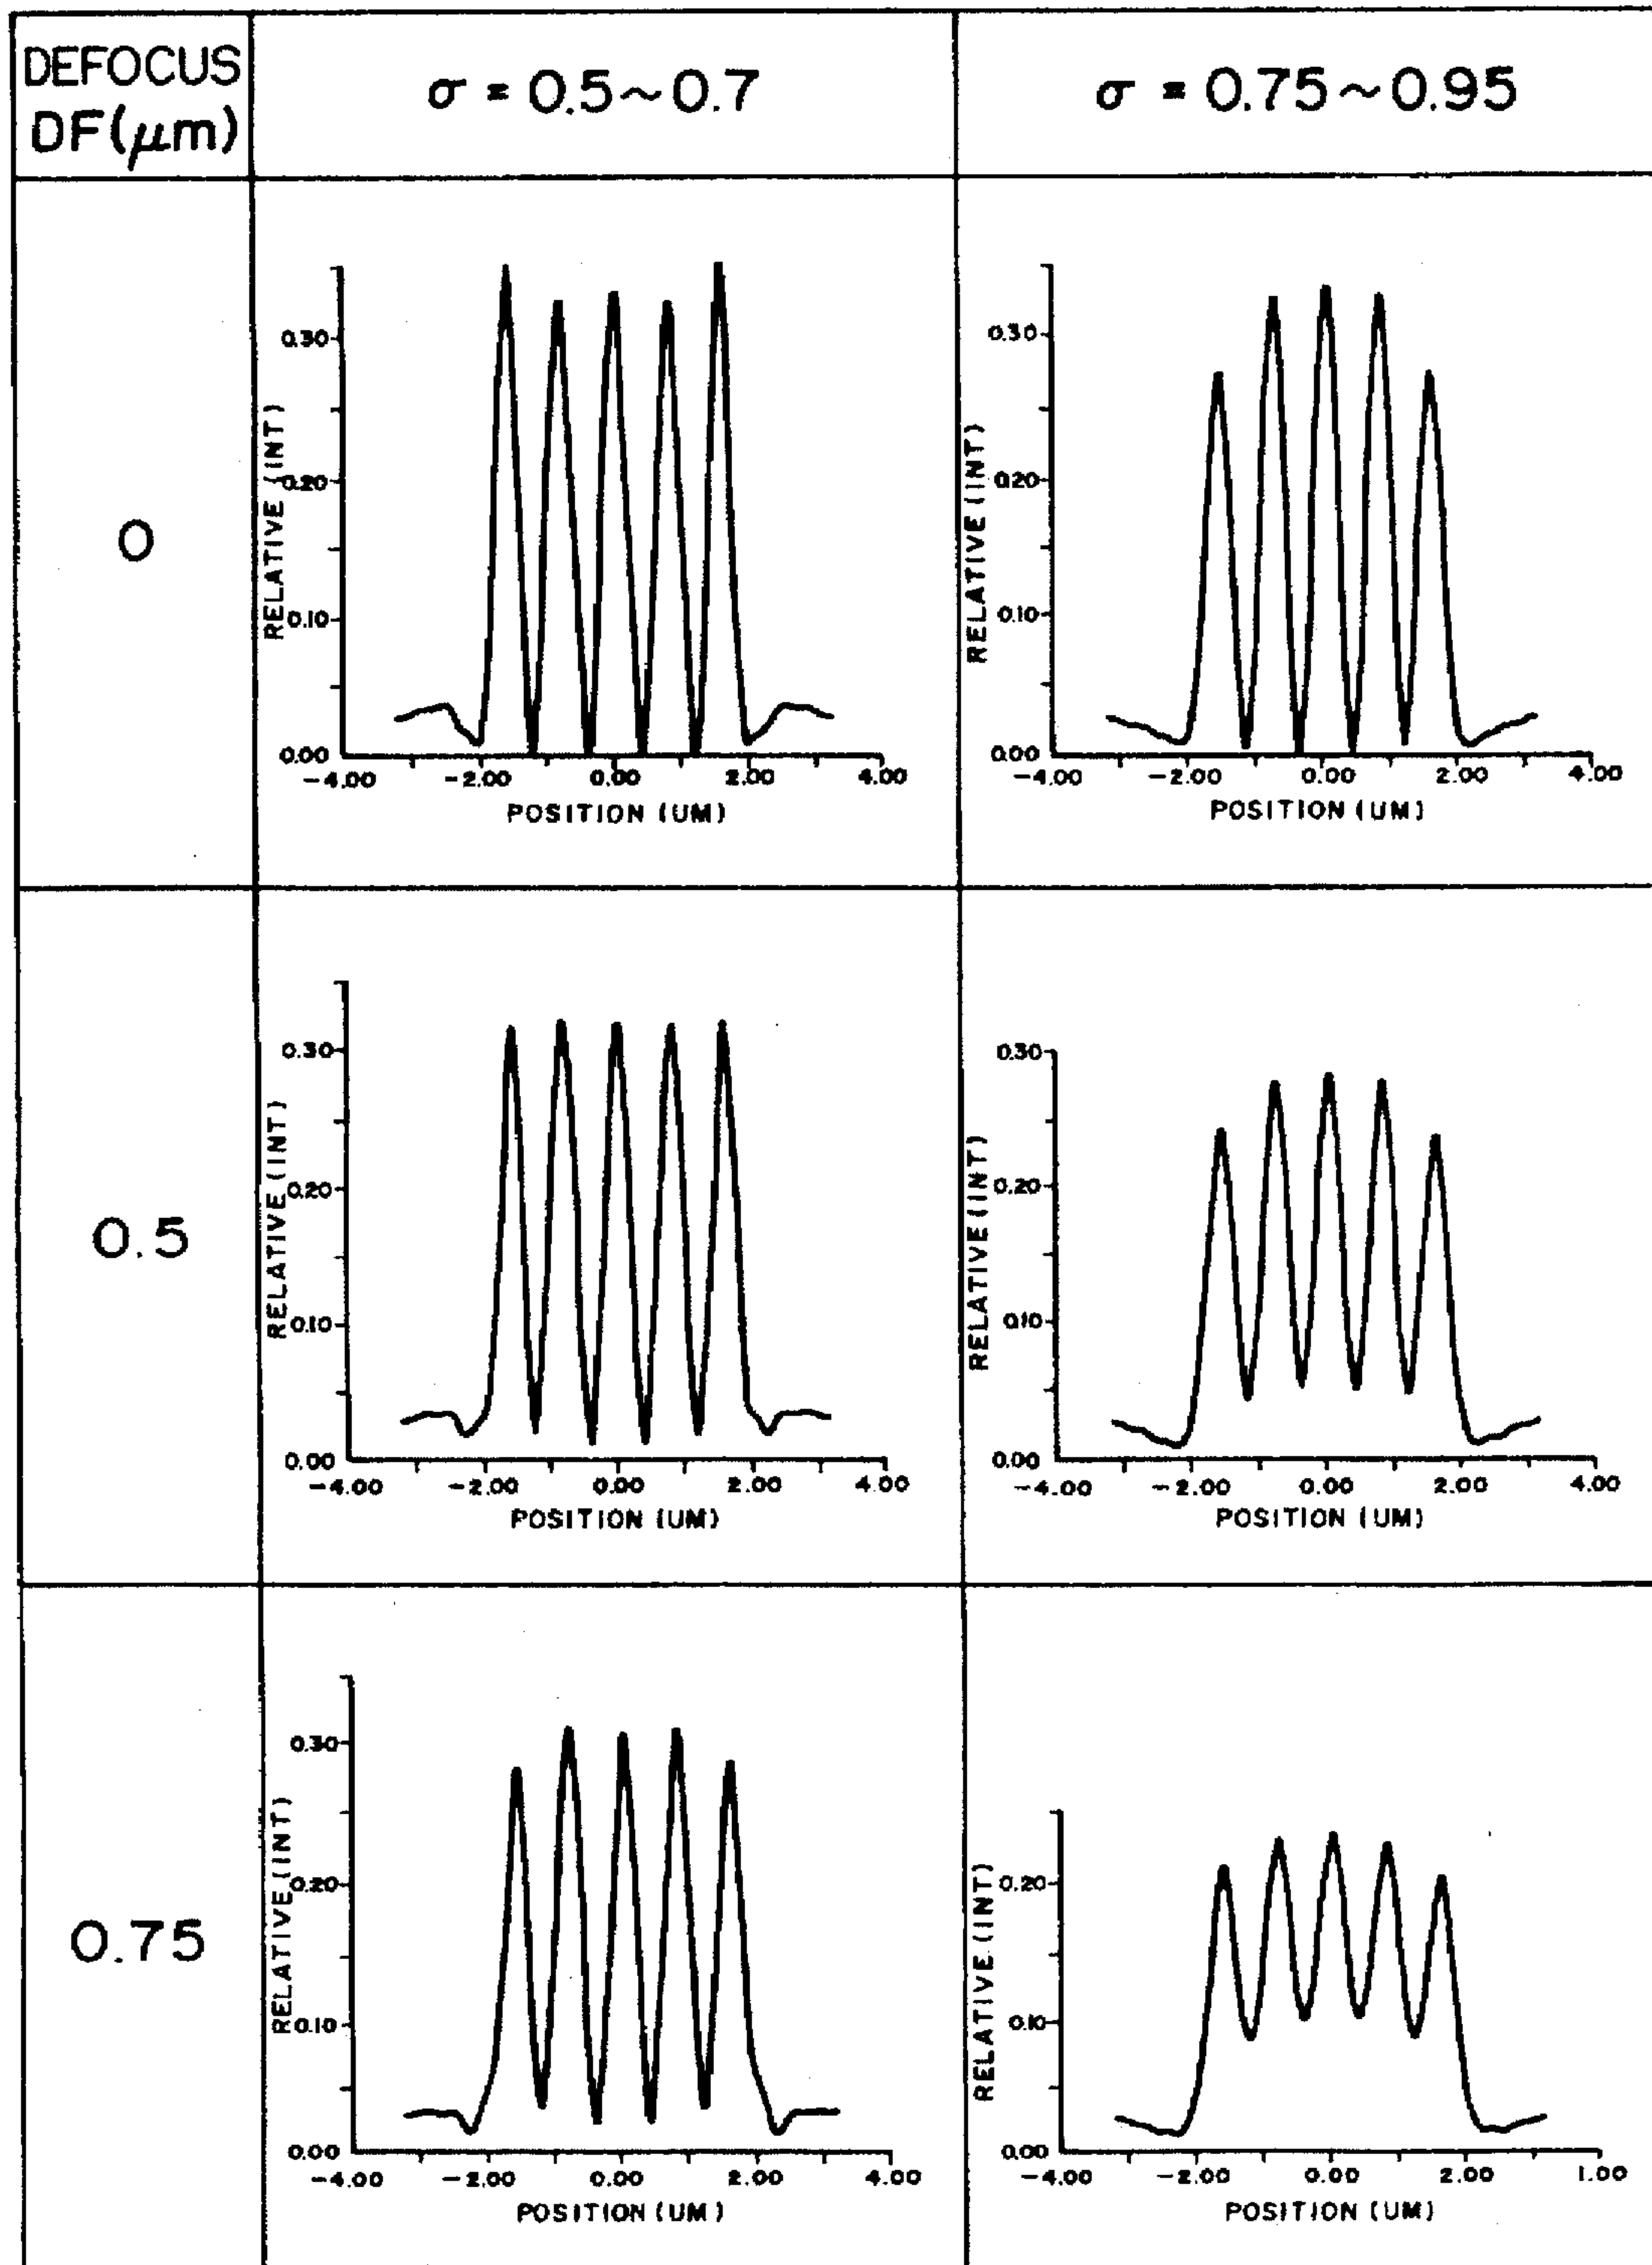 DEFOCUS
DF(μm)
σ = 0.5~0.7
σ = 0.75~0.95
0
RELATIVE (INT)
0.30
0.20
0.10
0.00
-4.00 -2.00 0.00 2.00 4.00
POSITION (UM)
RELATIVE (INT)
0.30
0.20
0.10
0.00
-4.00 -2.00 0.00 2.00 4.00
POSITION (UM)
0.5
RELATIVE (INT)
0.30
0.20
0.10
0.00
-4.00 -2.00 0.00 2.00 4.00
POSITION (UM)
RELATIVE (INT)
0.30
0.20
0.10
0.00
-4.00 -2.00 0.00 2.00 4.00
POSITION (UM)
0.75
RELATIVE (INT)
0.30
0.20
0.10
0.00
-4.00 -2.00 0.00 2.00 4.00
POSITION (UM)
RELATIVE (INT)
0.20
0.10
0.00
-4.00 -2.00 0.00 2.00 1.00
POSITION (UM)